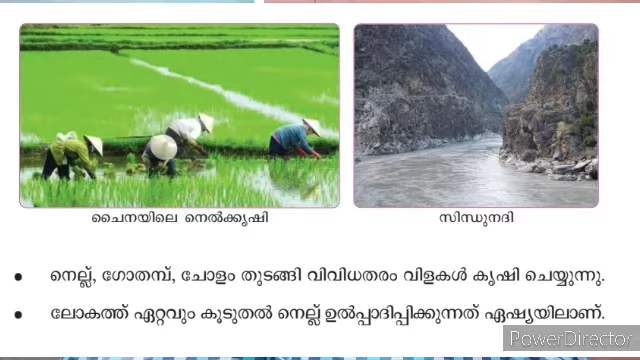 ചൈനയിലെ നെൽക്കൃഷി
സിന്ധുനദി
• നെല്ല്, ഗോതമ്പ്, ചോളം തുടങ്ങി വിവിധതരം വിളകൾ കൃഷി ചെയ്യുന്നു.
• ലോകത്ത് ഏറ്റവും കൂടുതൽ നെല്ല് ഉൽപ്പാദിപ്പിക്കുന്നത് ഏഷ്യയിലാണ്.
PowerDirector